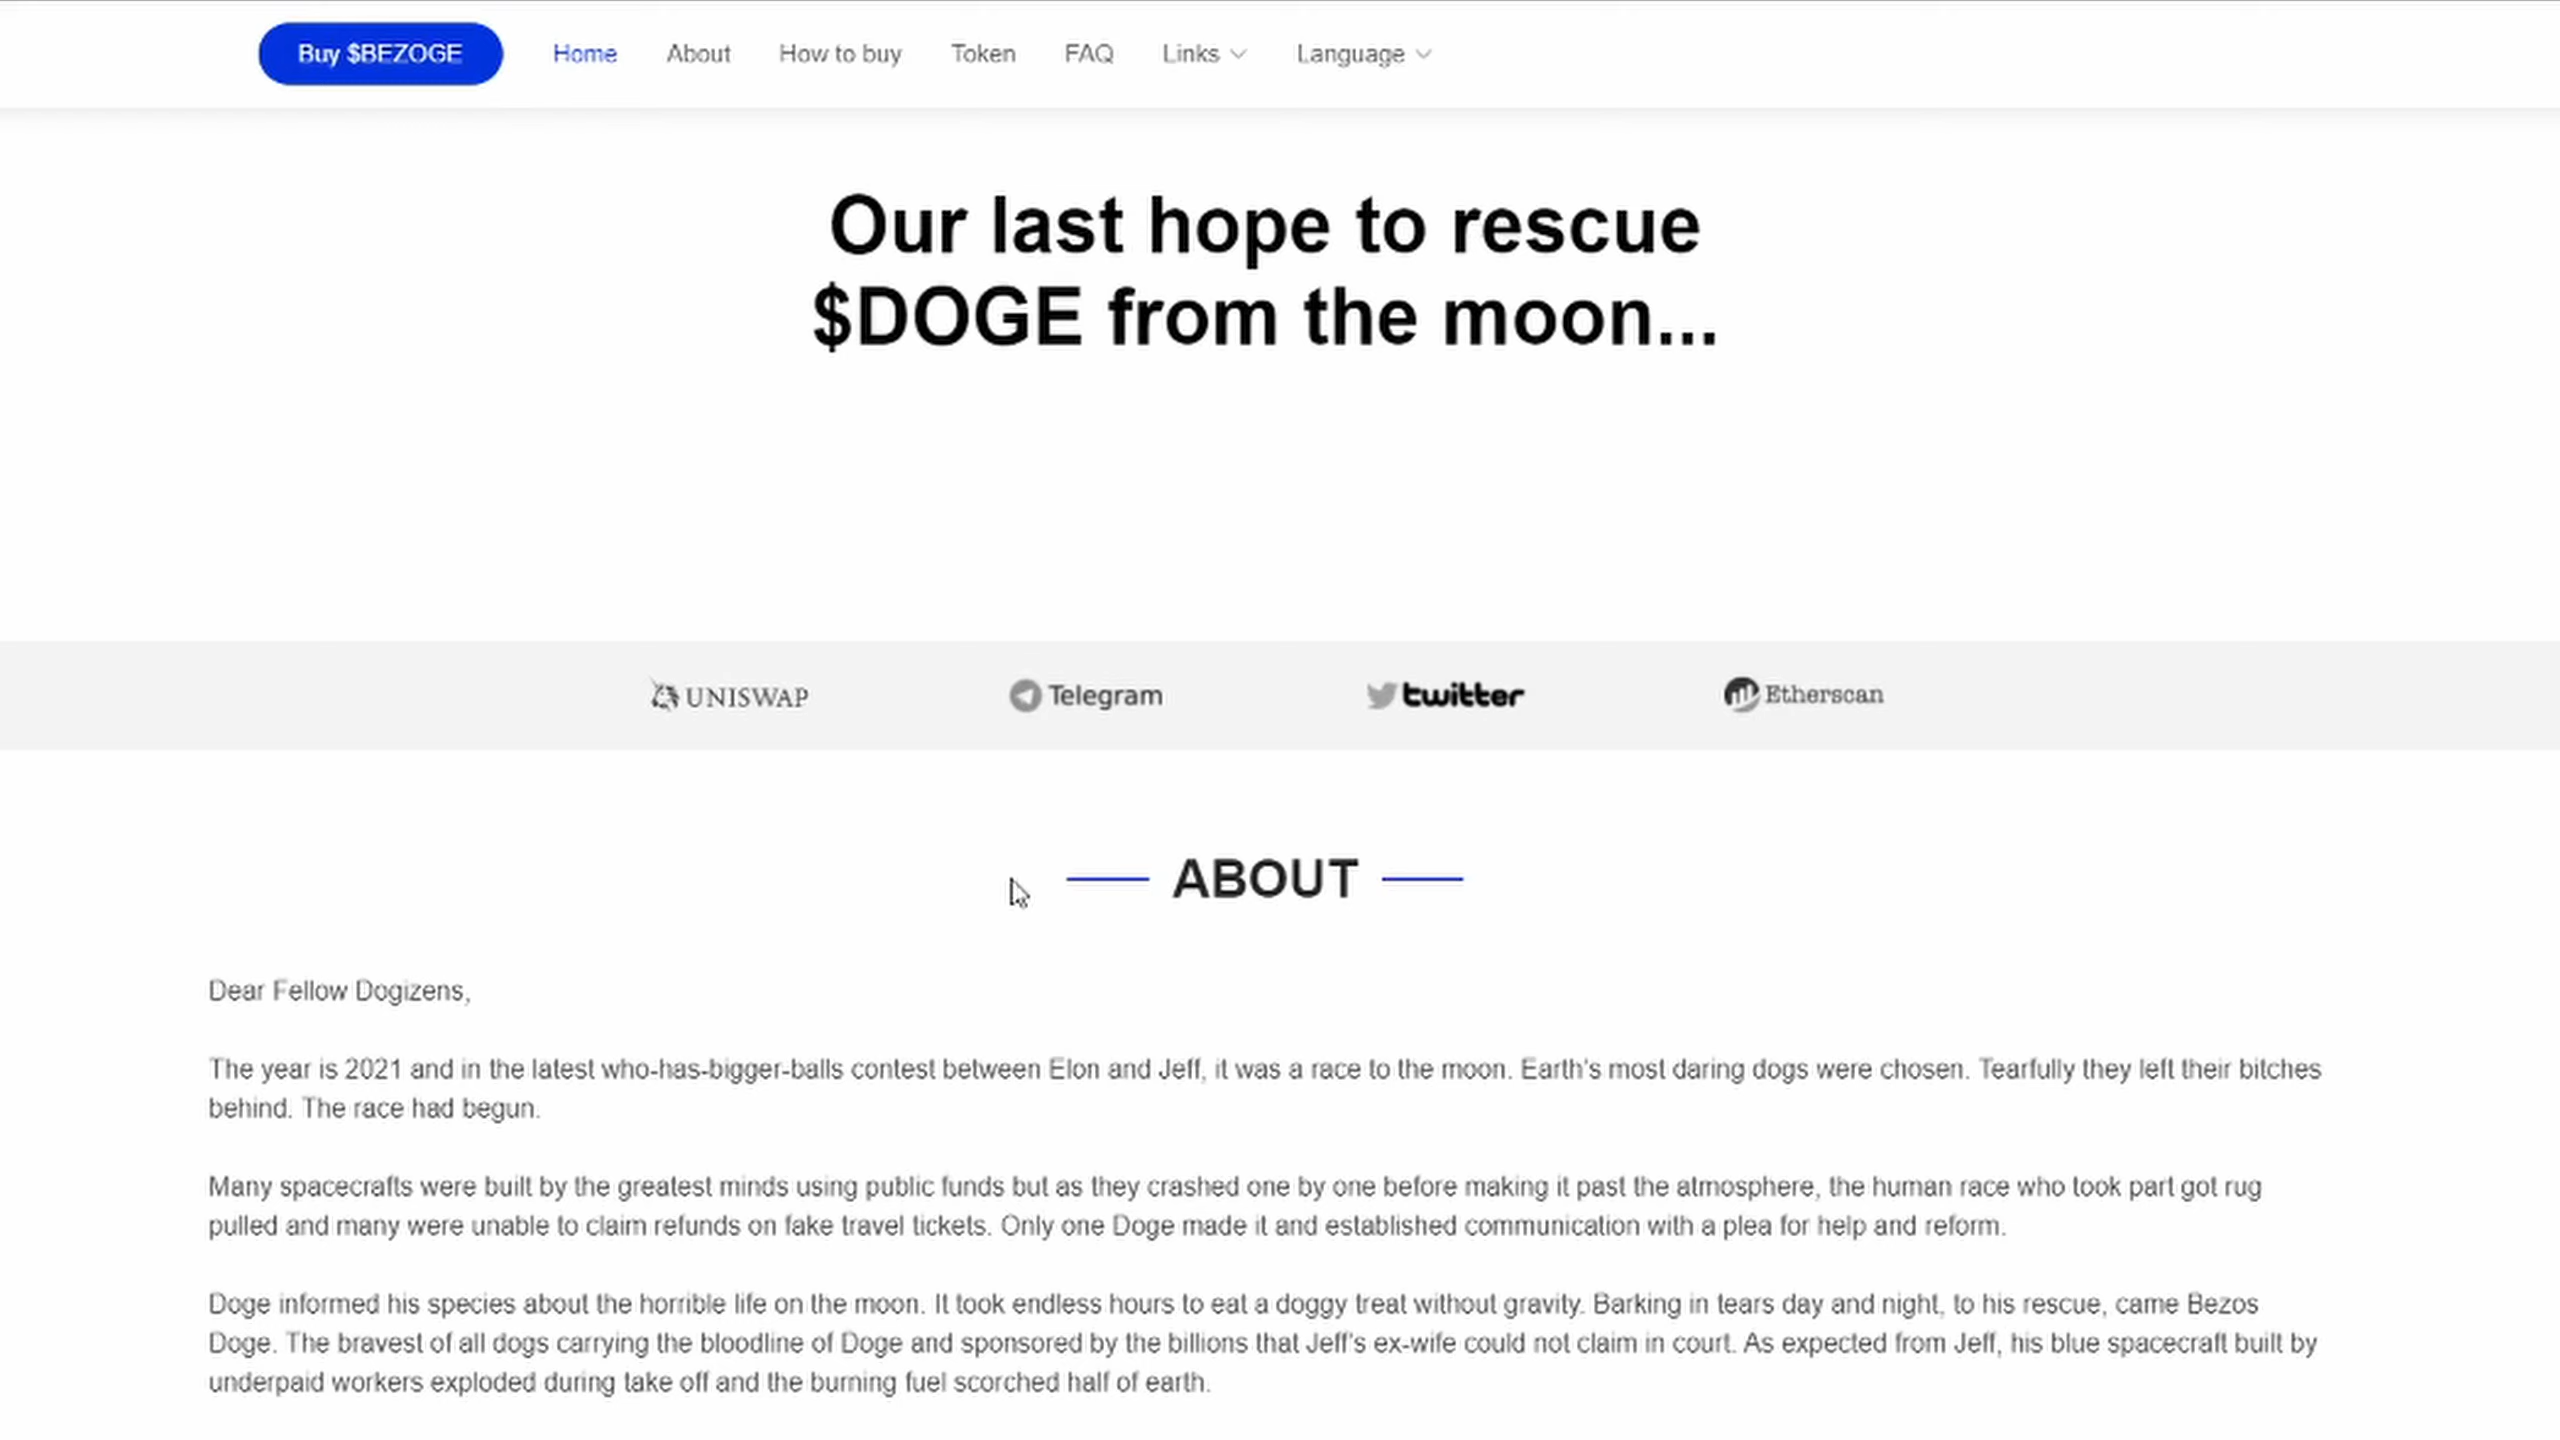 Buy $BEZOGE Home About How to buy Token FAQ Links Language
Our last hope to rescue
$DOGE from the moon...
UNISWAP Telegram twitter Etherscan
ABOUT
Dear Fellow Dogizens,
The year is 2021 and in the latest who-has-bigger-balls contest between Elon and Jeff, it was a race to the moon. Earth's most daring dogs were chosen. Tearfully they left their bitches
behind. The race had begun.
Many spacecrafts were built by the greatest minds using public funds but as they crashed one by one before making it past the atmosphere, the human race who took part got rug
pulled and many were unable to claim refunds on fake travel tickets. Only one Doge made it and established communication with a plea for help and reform.
Doge informed his species about the horrible life on the moon. It took endless hours to eat a doggy treat without gravity. Barking in tears day and night, to his rescue, came Bezos
Doge. The bravest of all dogs carrying the bloodline of Doge and sponsored by the billions that Jeff's ex-wife could not claim in court. As expected from Jeff, his blue spacecraft built by
underpaid workers exploded during take off and the burning fuel scorched half of earth.